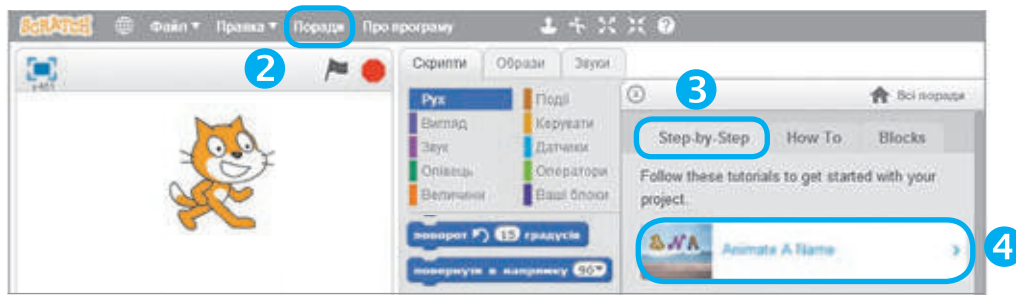 SCRATCH Файл Правка Поради Про програму
2
v461
Скрипти Образи Звуки
Рух Події
Вигляд Керувати
Звук Датчики
Олівець Оператори
Величини Ваші блоки
поворот 15 градусів
повернути в напрямку 90
3
Всі поради
Step-by-Step How To Blocks
Follow these tutorials to get started with your
project.
Animate A Name
4